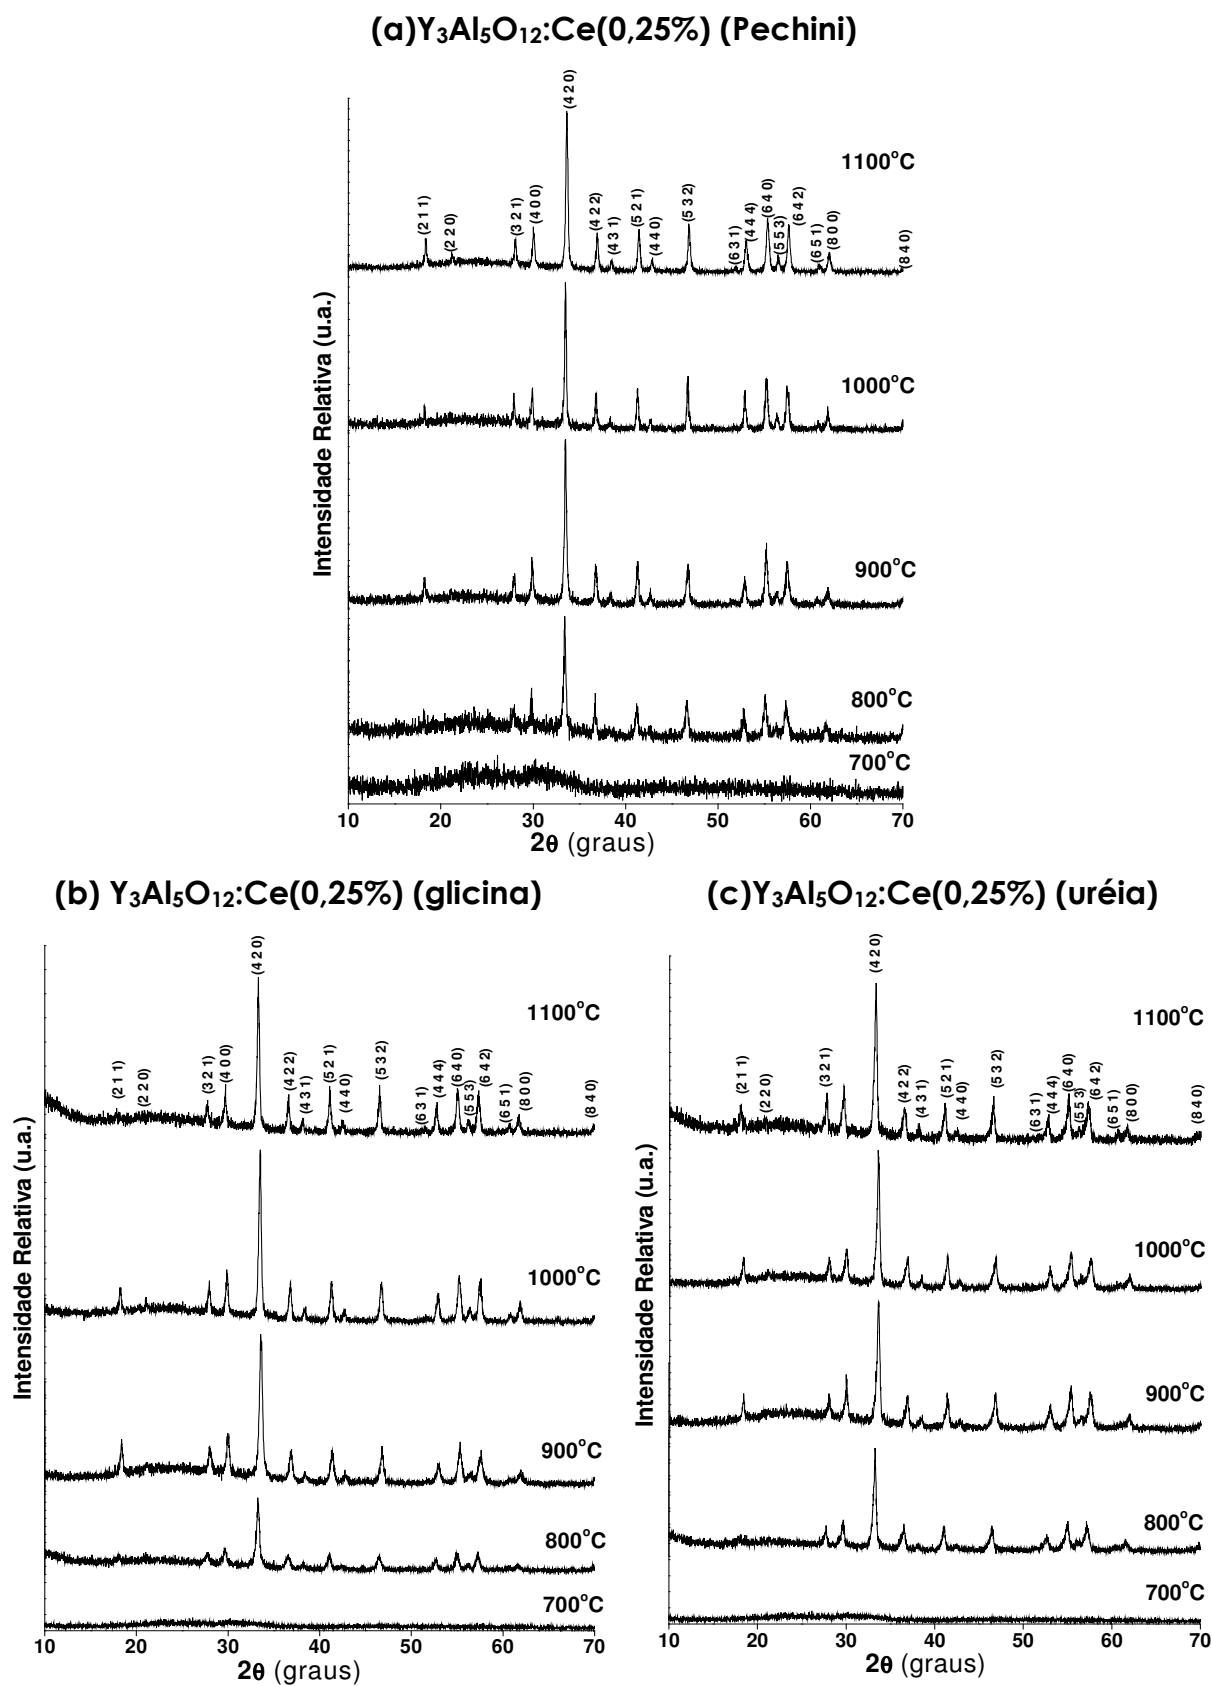 (a)Y₃Al₅O₁₂:Ce(0,25%) (Pechini)
(4 2 0)
1100°C
(2 1 1)
(2 2 0)
(3 2 1)
(4 0 0)
(4 2 2)
(4 3 1)
(5 2 1)
(4 4 0)
(5 3 2)
(6 3 1)
(4 4 4)
(6 4 0)
(5 5 3)
(6 4 2)
(6 5 1)
(8 0 0)
(8 4 0)
Intensidade Relativa (u.a.)
1000°C
900°C
800°C
700°C
10 20 30 40 50 60 70
2θ (graus)
(b) Y₃Al₅O₁₂:Ce(0,25%) (glicina)
(4 2 0)
1100°C
(2 1 1)
(2 2 0)
(3 2 1)
(4 0 0)
(4 2 2)
(4 3 1)
(5 2 1)
(4 4 0)
(5 3 2)
(6 3 1)
(4 4 4)
(6 4 0)
(5 5 3)
(6 4 2)
(6 5 1)
(8 0 0)
(8 4 0)
Intensidade Relativa (u.a.)
1000°C
900°C
800°C
700°C
10 20 30 40 50 60 70
2θ (graus)
(c)Y₃Al₅O₁₂:Ce(0,25%) (uréia)
(4 2 0)
1100°C
(2 1 1)
(2 2 0)
(3 2 1)
(4 2 2)
(4 3 1)
(5 2 1)
(4 4 0)
(5 3 2)
(6 3 1)
(4 4 4)
(6 4 0)
(5 5 3)
(6 4 2)
(6 5 1)
(8 0 0)
(8 4 0)
Intensidade Relativa (u.a.)
1000°C
900°C
800°C
700°C
10 20 30 40 50 60 70
2θ (graus)